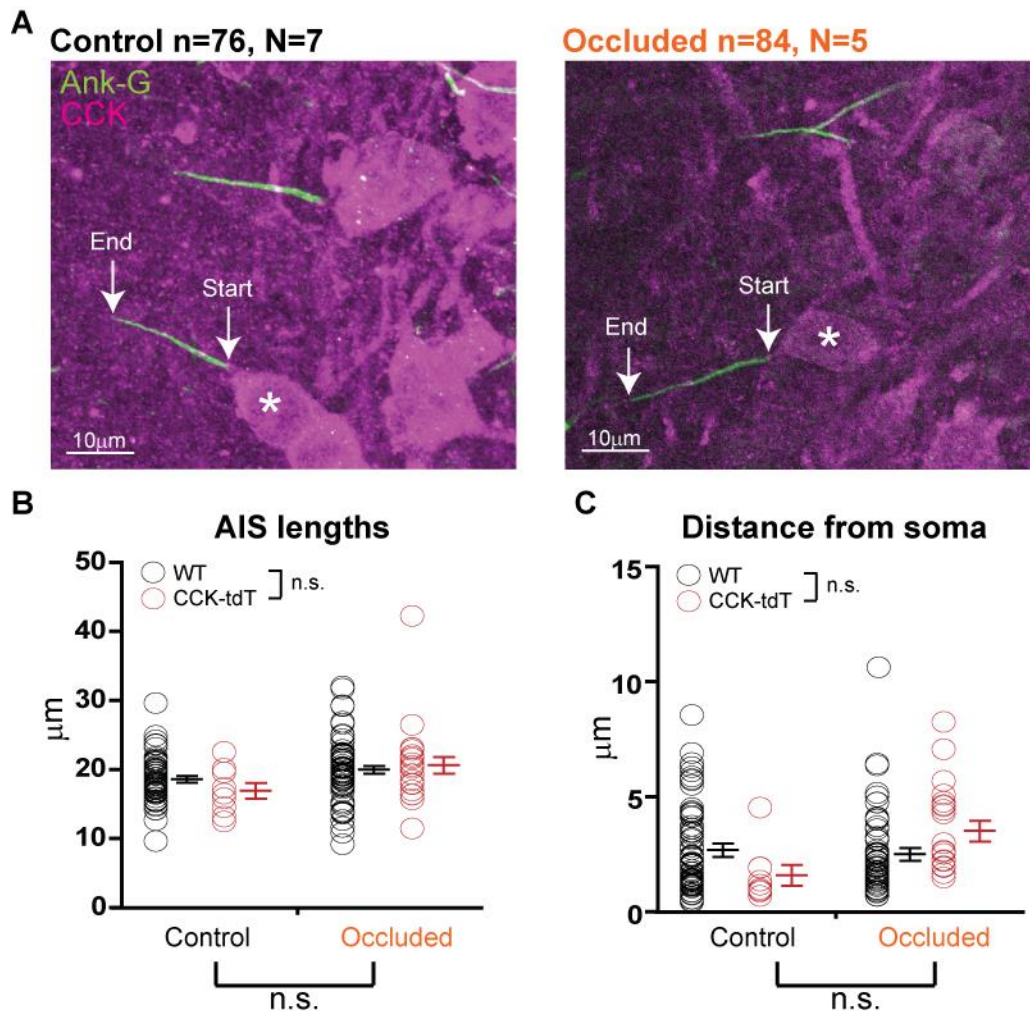 A
Control n=76, N=7
Occluded n=84, N=5
Ank-G
CCK
End
Start
*
10μm
End
Start
*
10μm
B
AIS lengths
50
40
30
20
10
0
μm
WT
CCK-tdT
n.s.
Control
Occluded
n.s.
C
Distance from soma
15
10
5
0
μm
WT
CCK-tdT
n.s.
Control
Occluded
n.s.